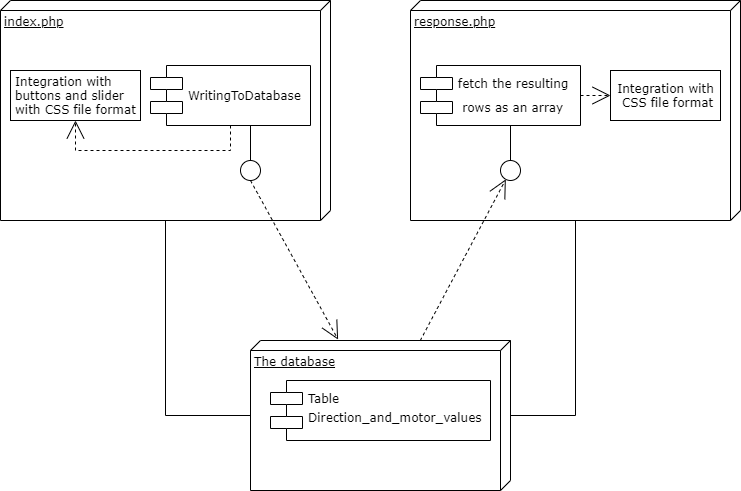 index.php
Integration with
buttons and slider
with CSS file format
WritingToDatabase
response.php
fetch the resulting
rows as an array
Integration with
CSS file format
The database
Table
Direction_and_motor_values